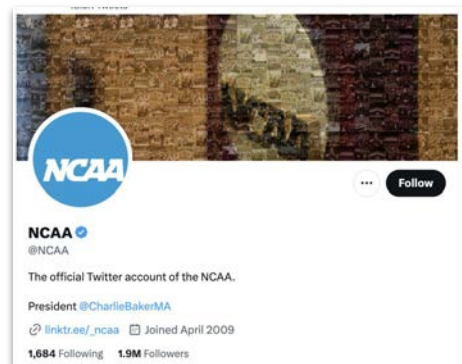 NCAA
Follow
NCAA
@NCAA
The official Twitter account of the NCAA.
President @CharlieBakerMA
linktr.ee/_ncaa Joined April 2009
1,684 Following 1.9M Followers